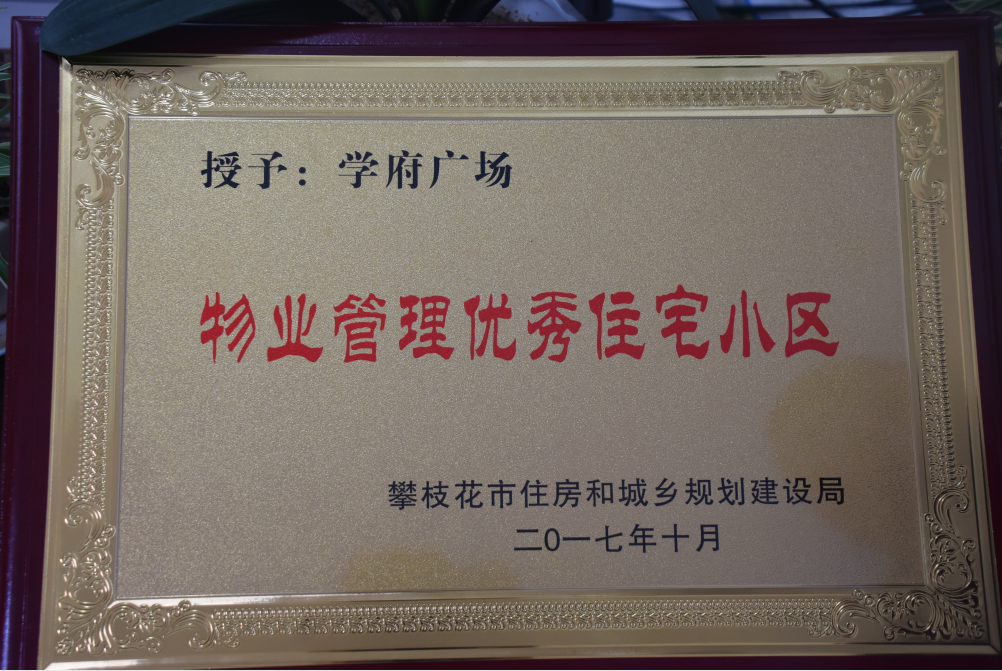 授予：学府广场
物业管理优秀住宅小区
攀枝花市住房和城乡规划建设局
二0一七年十月